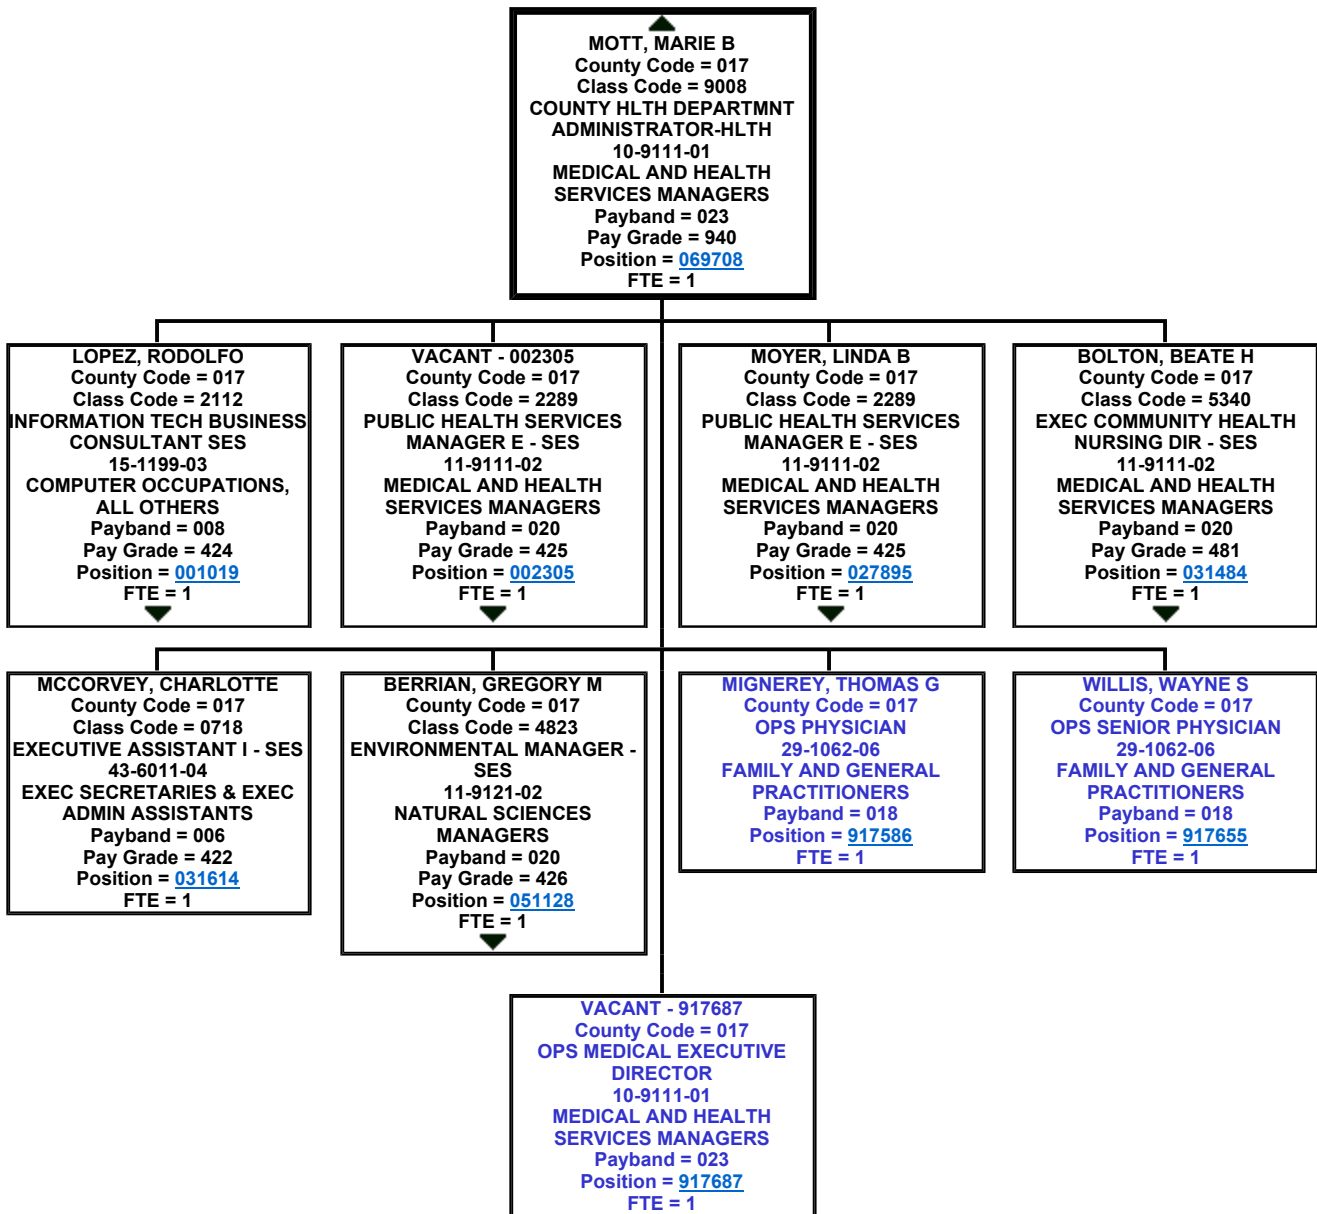 MOTT, MARIE B
County Code = 017
Class Code = 9008
COUNTY HLTH DEPARTMNT
ADMINISTRATOR-HLTH
10-9111-01
MEDICAL AND HEALTH
SERVICES MANAGERS
Payband = 023
Pay Grade = 940
Position = 069708
FTE = 1
LOPEZ, RODOLFO
County Code = 017
Class Code = 2112
INFORMATION TECH BUSINESS
CONSULTANT SES
15-1199-03
COMPUTER OCCUPATIONS,
ALL OTHERS
Payband = 008
Pay Grade = 424
Position = 001019
FTE = 1
VACANT - 002305
County Code = 017
Class Code = 2289
PUBLIC HEALTH SERVICES
MANAGER E - SES
11-9111-02
MEDICAL AND HEALTH
SERVICES MANAGERS
Payband = 020
Pay Grade = 425
Position = 002305
FTE = 1
MOYER, LINDA B
County Code = 017
Class Code = 2289
PUBLIC HEALTH SERVICES
MANAGER E - SES
11-9111-02
MEDICAL AND HEALTH
SERVICES MANAGERS
Payband = 020
Pay Grade = 425
Position = 027895
FTE = 1
BOLTON, BEATE H
County Code = 017
Class Code = 5340
EXEC COMMUNITY HEALTH
NURSING DIR - SES
11-9111-02
MEDICAL AND HEALTH
SERVICES MANAGERS
Payband = 020
Pay Grade = 481
Position = 031484
FTE = 1
MCCORVEY, CHARLOTTE
County Code = 017
Class Code = 0718
EXECUTIVE ASSISTANT I - SES
43-6011-04
EXEC SECRETARIES & EXEC
ADMIN ASSISTANTS
Payband = 006
Pay Grade = 422
Position = 031614
FTE = 1
BERRIAN, GREGORY M
County Code = 017
Class Code = 4823
ENVIRONMENTAL MANAGER -
SES
11-9121-02
NATURAL SCIENCES
MANAGERS
Payband = 020
Pay Grade = 426
Position = 051128
FTE = 1
MIGNEREY, THOMAS G
County Code = 017
OPS PHYSICIAN
29-1062-06
FAMILY AND GENERAL
PRACTITIONERS
Payband = 018
Position = 917586
FTE = 1
WILLIS, WAYNE S
County Code = 017
OPS SENIOR PHYSICIAN
29-1062-06
FAMILY AND GENERAL
PRACTITIONERS
Payband = 018
Position = 917655
FTE = 1
VACANT - 917687
County Code = 017
OPS MEDICAL EXECUTIVE
DIRECTOR
10-9111-01
MEDICAL AND HEALTH
SERVICES MANAGERS
Payband = 023
Position = 917687
FTE = 1